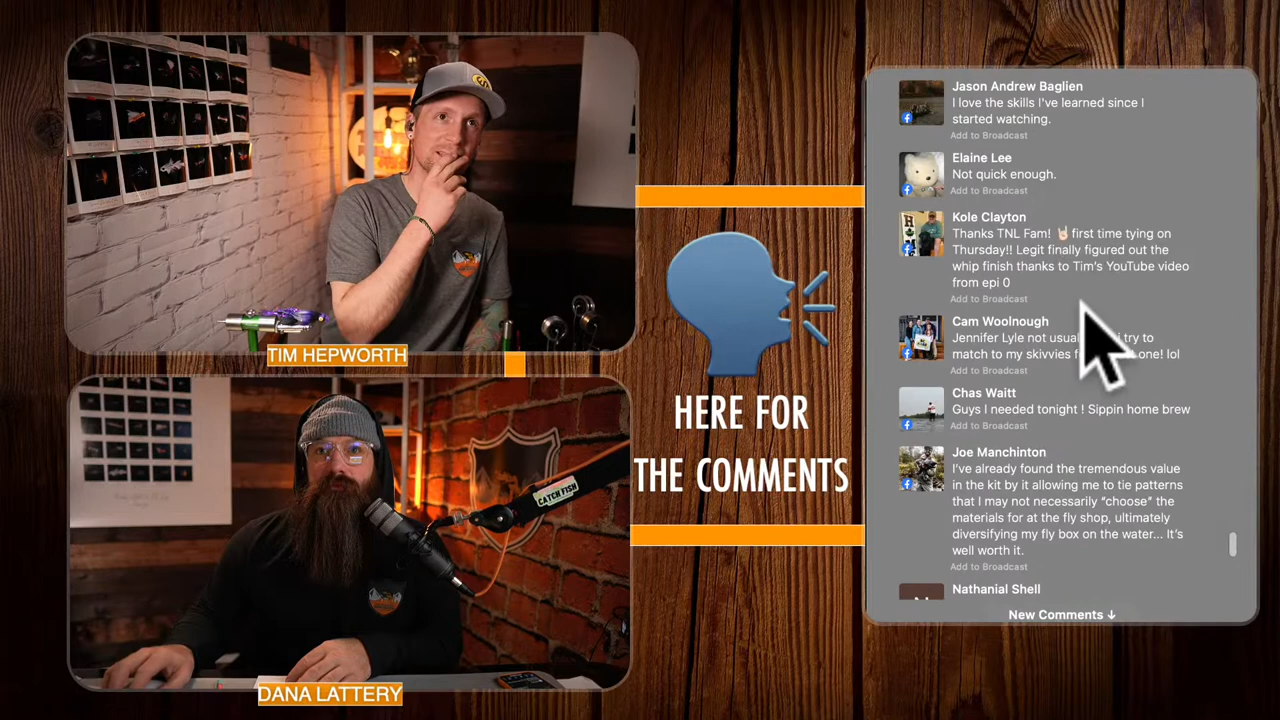 TIM HEPWORTH
CATCH FISH
DANA LATTERY
HERE FOR
THE COMMENTS
Jason Andrew Baglien
I love the skills I've learned since I
started watching.
Add to Broadcast
Elaine Lee
Not quick enough.
Add to Broadcast
Kole Clayton
Thanks TNL Fam! 🤘🏻 first time tying on
Thursday!! Legit finally figured out the
whip finish thanks to Tim's YouTube video
from epi 0
Add to Broadcast
Cam Woolnough
Jennifer Lyle not try to
match to my skivvies one! lol
Add to Broadcast
Chas Waitt
Guys I needed tonight ! Sippin home brew
Add to Broadcast
Joe Manchinton
I've already found the tremendous value
in the kit by it allowing me to tie patterns
that I may not necessarily "choose" the
materials for at the fly shop, ultimately
diversifying my fly box on the water... It's
well worth it.
Add to Broadcast
Nathanial Shell
New Comments ↓